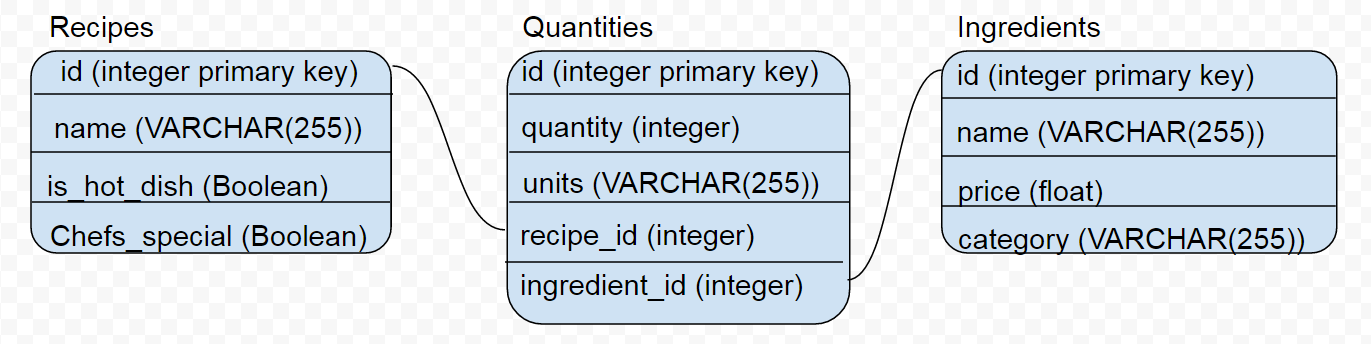 Recipes
id (integer primary key)
name (VARCHAR(255))
is_hot_dish (Boolean)
Chefs_special (Boolean)
Quantities
id (integer primary key)
quantity (integer)
units (VARCHAR(255))
recipe_id (integer)
ingredient_id (integer)
Ingredients
id (integer primary key)
name (VARCHAR(255))
price (float)
category (VARCHAR(255))